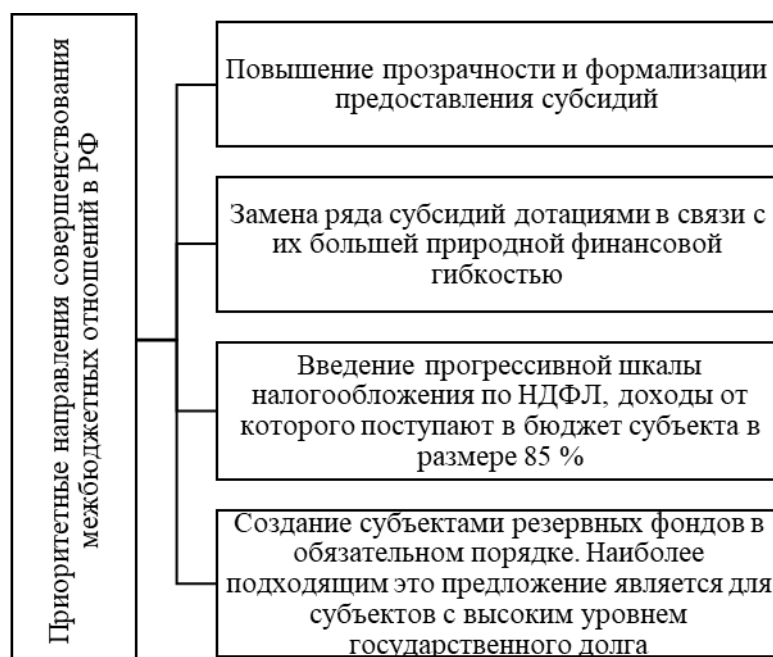 Приоритетные направления совершенствования
межбюджетных отношений в РФ
Повышение прозрачности и формализации
предоставления субсидий
Замена ряда субсидий дотациями в связи с
их большей природной финансовой
гибкостью
Введение прогрессивной шкалы
налогообложения по НДФЛ, доходы от
которого поступают в бюджет субъекта в
размере 85 %
Создание субъектами резервных фондов в
обязательном порядке. Наиболее
подходящим это предложение является для
субъектов с высоким уровнем
государственного долга